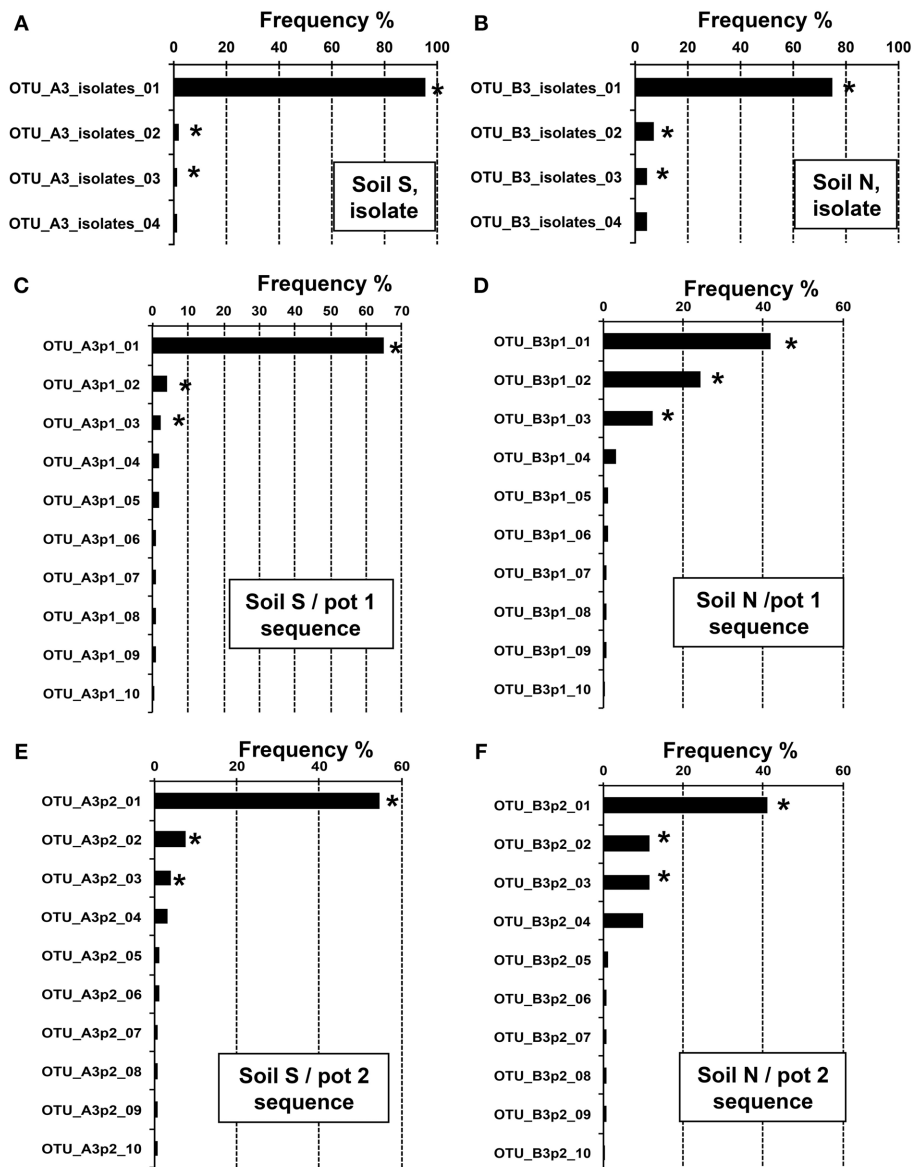 A
Frequency %
0 20 40 60 80 100
OTU_A3_isolates_01 *
OTU_A3_isolates_02 *
OTU_A3_isolates_03 *
OTU_A3_isolates_04
Soil S,
isolate
B
Frequency %
0 20 40 60 80 100
OTU_B3_isolates_01 *
OTU_B3_isolates_02 *
OTU_B3_isolates_03 *
OTU_B3_isolates_04
Soil N,
isolate
C
Frequency %
0 10 20 30 40 50 60 70
OTU_A3p1_01 *
OTU_A3p1_02 *
OTU_A3p1_03 *
OTU_A3p1_04
OTU_A3p1_05
OTU_A3p1_06
OTU_A3p1_07
OTU_A3p1_08
OTU_A3p1_09
OTU_A3p1_10
Soil S / pot 1
sequence
D
Frequency %
0 20 40 60
OTU_B3p1_01 *
OTU_B3p1_02 *
OTU_B3p1_03 *
OTU_B3p1_04
OTU_B3p1_05
OTU_B3p1_06
OTU_B3p1_07
OTU_B3p1_08
OTU_B3p1_09
OTU_B3p1_10
Soil N /pot 1
sequence
E
Frequency %
0 20 40 60
OTU_A3p2_01 *
OTU_A3p2_02 *
OTU_A3p2_03 *
OTU_A3p2_04
OTU_A3p2_05
OTU_A3p2_06
OTU_A3p2_07
OTU_A3p2_08
OTU_A3p2_09
OTU_A3p2_10
Soil S / pot 2
sequence
F
Frequency %
0 20 40 60
OTU_B3p2_01 *
OTU_B3p2_02 *
OTU_B3p2_03 *
OTU_B3p2_04
OTU_B3p2_05
OTU_B3p2_06
OTU_B3p2_07
OTU_B3p2_08
OTU_B3p2_09
OTU_B3p2_10
Soil N / pot 2
sequence